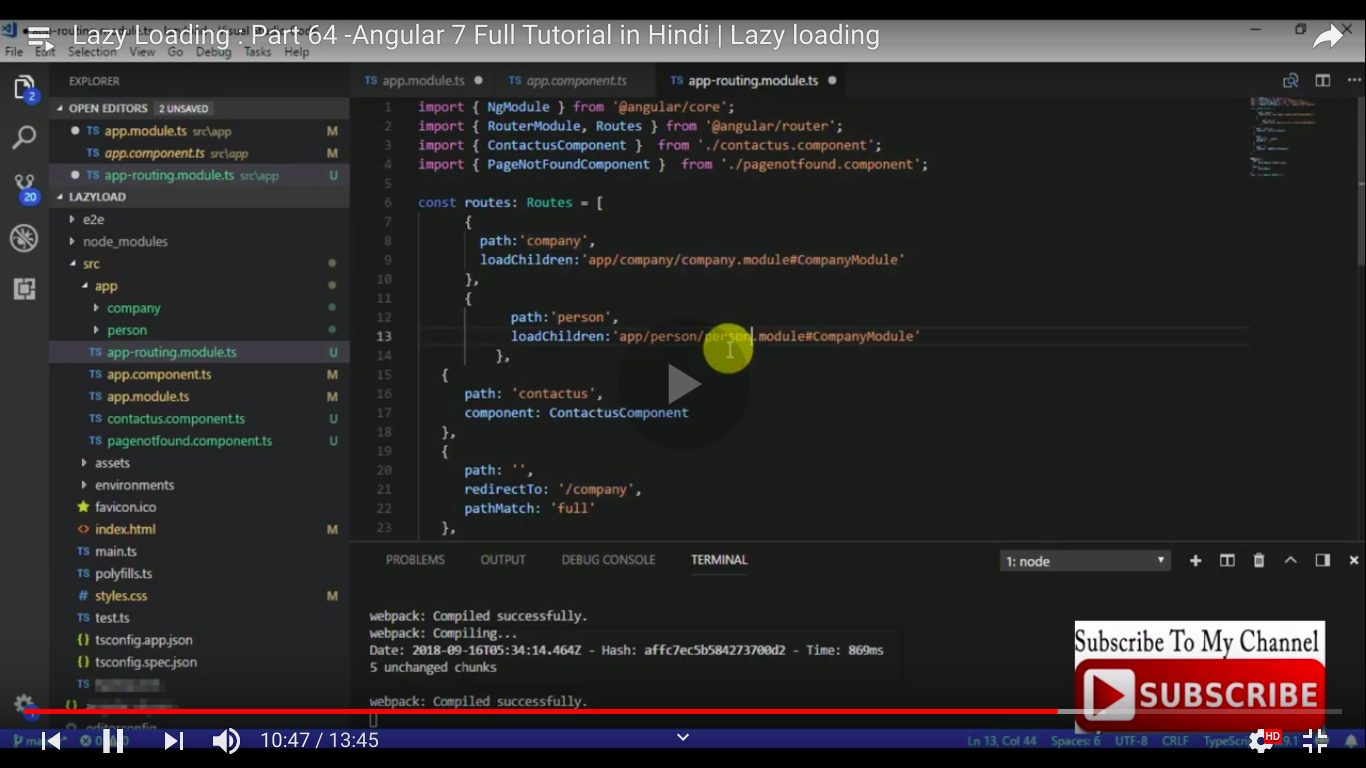 Lazy Loading : Part 64 -Angular 7 Full Tutorial in Hindi | Lazy loading
File Edit Selection View Go Debug Tasks Help
EXPLORER
OPEN EDITORS 2 UNSAVED
TS app.module.ts src\app M
TS app.component.ts src\app M
TS app-routing.module.ts src\app U
LAZYLOAD
e2e
node_modules
src
app
company
person
TS app-routing.module.ts U
TS app.component.ts M
TS app.module.ts M
TS contactus.component.ts U
TS pagenotfound.component.ts U
assets
environments
favicon.ico
<> index.html M
TS main.ts
TS polyfills.ts
# styles.css M
TS test.ts
{} tsconfig.app.json
{} tsconfig.spec.json
TS
{}
.editorconfig
2
20
1
TS app.module.ts TS app.component.ts TS app-routing.module.ts
1 import { NgModule } from '@angular/core';
2 import { RouterModule, Routes } from '@angular/router';
3 import { ContactusComponent } from './contactus.component';
4 import { PageNotFoundComponent } from './pagenotfound.component';
5
6 const routes: Routes = [
7 {
8 path:'company',
9 loadChildren:'app/company/company.module#CompanyModule'
10 },
11 {
12 path:'person',
13 loadChildren:'app/person/person.module#CompanyModule'
14 },
15 {
16 path: 'contactus',
17 component: ContactusComponent
18 },
19 {
20 path: '',
21 redirectTo: '/company',
22 pathMatch: 'full'
23 },
PROBLEMS OUTPUT DEBUG CONSOLE TERMINAL 1: node
webpack: Compiled successfully.
webpack: Compiling...
Date: 2018-09-16T05:34:14.464Z - Hash: affc7ec5b584273700d2 - Time: 869ms
5 unchanged chunks
webpack: Compiled successfully.
Subscribe To My Channel
SUBSCRIBE
10:47 / 13:45
Ln 13, Col 44 Spaces: 6 UTF-8 CRLF
HD